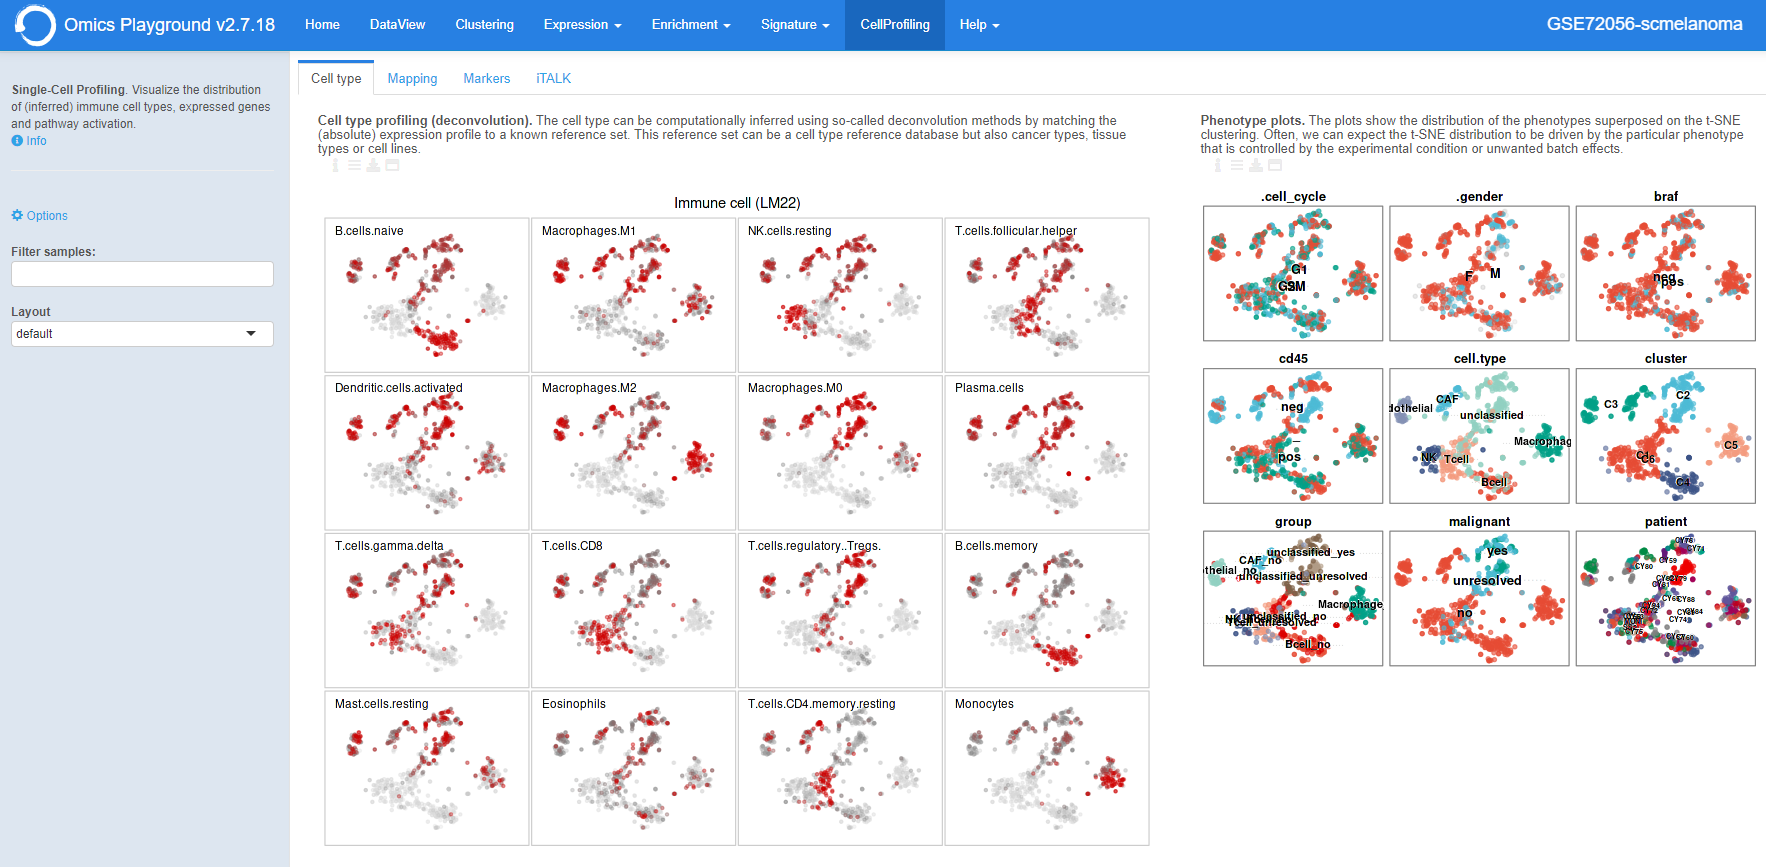 Omics Playground v2.7.18
Home
DataView
Clustering
Expression
Enrichment
Signature
CellProfiling
Help
GSE72056-scmelanoma
Single-Cell Profiling. Visualize the distribution
of (inferred) immune cell types, expressed genes
and pathway activation.
Info
Options
Filter samples:
Layout
default
Cell type
Mapping
Markers
iTALK
Cell type profiling (deconvolution). The cell type can be computationally inferred using so-called deconvolution methods by matching the
(absolute) expression profile to a known reference set. This reference set can be a cell type reference database but also cancer types, tissue
types or cell lines.
Immune cell (LM22)
B.cells.naive
Macrophages.M1
NK.cells.resting
T.cells.follicular.helper
Dendritic.cells.activated
Macrophages.M2
Macrophages.M0
Plasma.cells
T.cells.gamma.delta
T.cells.CD8
T.cells.regulatory..Tregs.
B.cells.memory
Mast.cells.resting
Eosinophils
T.cells.CD4.memory.resting
Monocytes
Phenotype plots. The plots show the distribution of the phenotypes superposed on the t-SNE
clustering. Often, we can expect the t-SNE distribution to be driven by the particular phenotype
that is controlled by the experimental condition or unwanted batch effects.
.cell_cycle
G1
.gender
F
M
braf
neg
pos
cd45
neg
pos
cell.type
dothelial
CAF
unclassified
Macrophag
NK
Tcell
Bcell
cluster
C3
C2
C5
C6
C4
group
unclassified_yes
CAF_no
thelial_no
unclassified_unresolved
Macrophage
unclassified_no
Bcell_no
malignant
yes
unresolved
no
patient
CY80
CY59
CY88
CY74